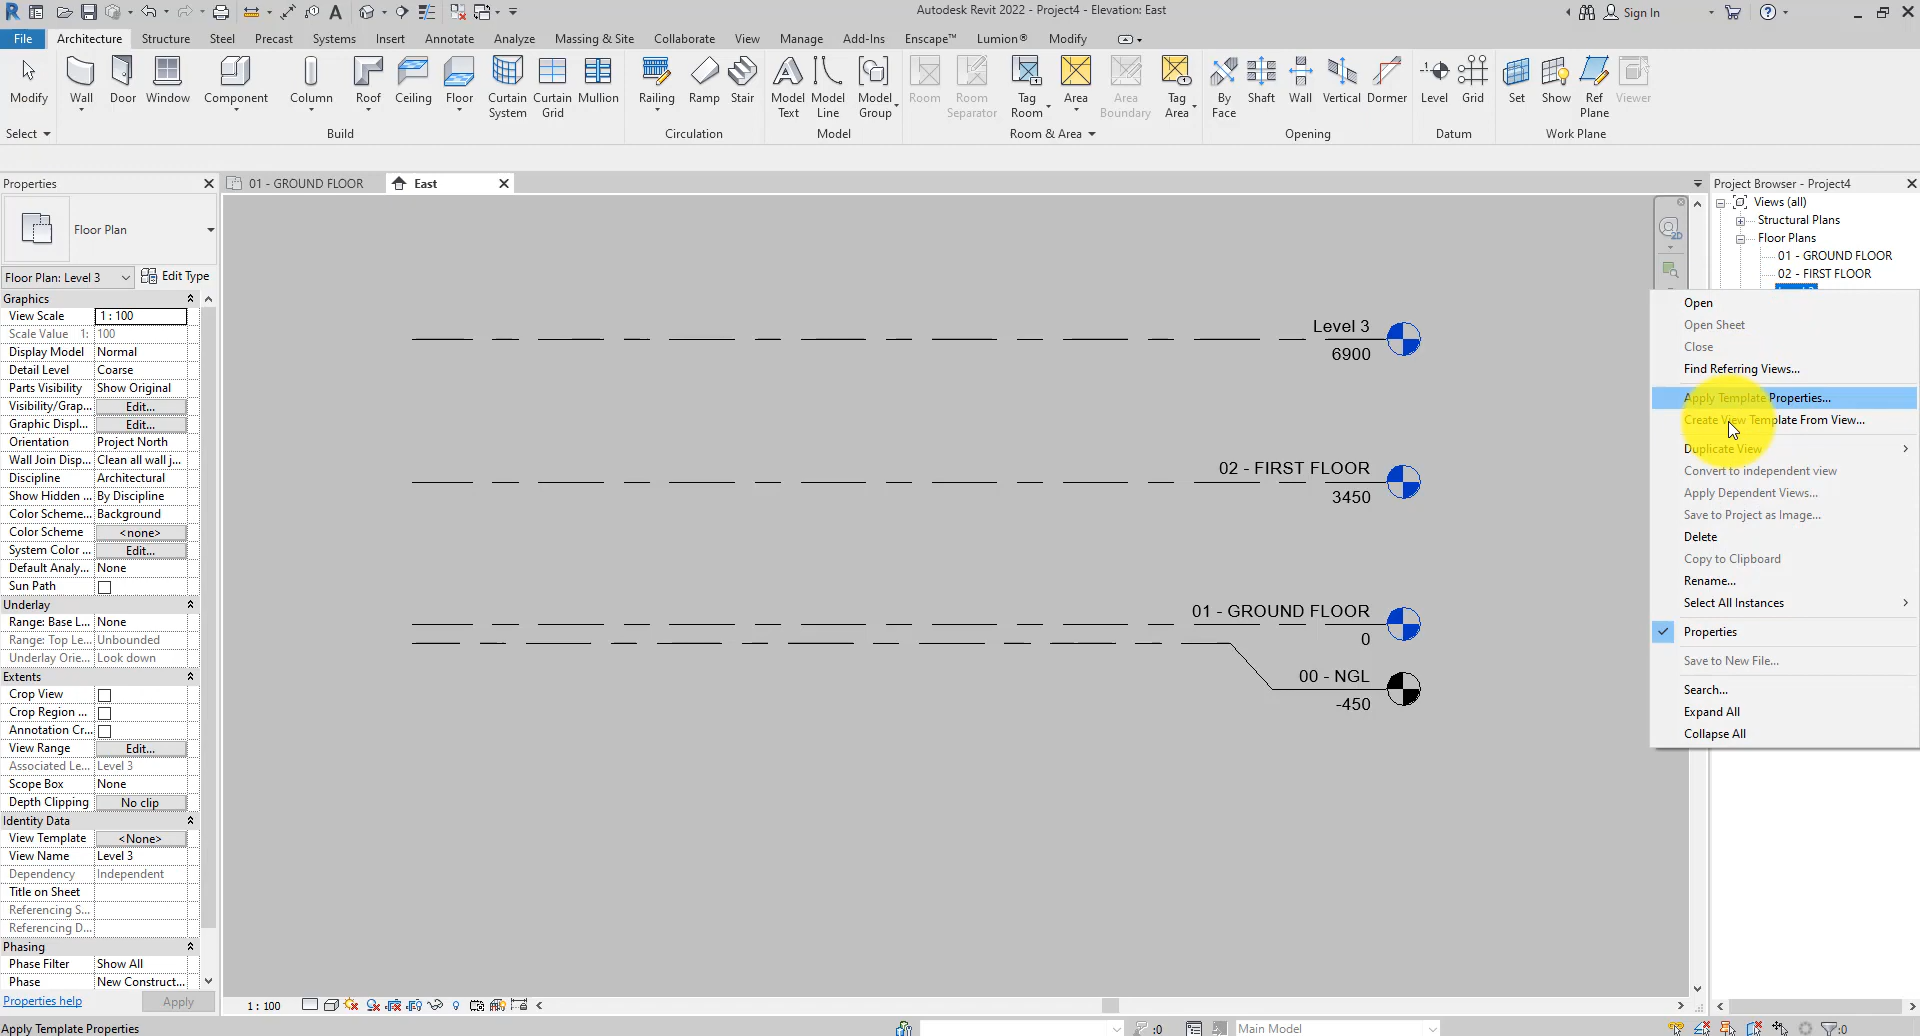 Autodesk Revit 2022 - Project4 - Elevation: East
Sign In
File Architecture Structure Steel Precast Systems Insert Annotate Analyze Massing & Site Collaborate View Manage Add-Ins Enscape™ Lumion® Modify
Modify
Wall Door Window Component Column Roof Ceiling Floor Curtain System Curtain Grid Mullion
Railing Ramp Stair
Model Text Model Line Model Group
Room Room Separator Tag Room Area Area Boundary Tag Area
By Face Shaft Wall Vertical Dormer
Level Grid
Set Show Ref Plane Viewer
Select Build Circulation Model Room & Area Opening Datum Work Plane
Properties
Floor Plan
Floor Plan: Level 3 Edit Type
Graphics
View Scale 1 : 100
Scale Value 1: 100
Display Model Normal
Detail Level Coarse
Parts Visibility Show Original
Visibility/Grap... Edit...
Graphic Displ... Edit...
Orientation Project North
Wall Join Disp... Clean all wall j...
Discipline Architectural
Show Hidden ... By Discipline
Color Scheme... Background
Color Scheme <none>
System Color ... Edit...
Default Analy... None
Sun Path
Underlay
Range: Base L... None
Range: Top Le... Unbounded
Underlay Orie... Look down
Extents
Crop View
Crop Region ...
Annotation Cr...
View Range Edit...
Associated Le... Level 3
Scope Box None
Depth Clipping No clip
Identity Data
View Template <None>
View Name Level 3
Dependency Independent
Title on Sheet
Referencing S...
Referencing D...
Phasing
Phase Filter Show All
Phase New Construct...
Properties help Apply
01 - GROUND FLOOR
East
Level 3
6900
02 - FIRST FLOOR
3450
01 - GROUND FLOOR
0
00 - NGL
-450
Project Browser - Project4
Views (all)
Structural Plans
Floor Plans
01 - GROUND FLOOR
02 - FIRST FLOOR
Open
Open Sheet
Close
Find Referring Views...
Apply Template Properties...
Create View Template From View...
Duplicate View
Convert to independent view
Apply Dependent Views...
Save to Project as Image...
Delete
Copy to Clipboard
Rename...
Select All Instances
Properties
Save to New File...
Search...
Expand All
Collapse All
2D
1 : 100
Apply Template Properties
:0
Main Model
:0